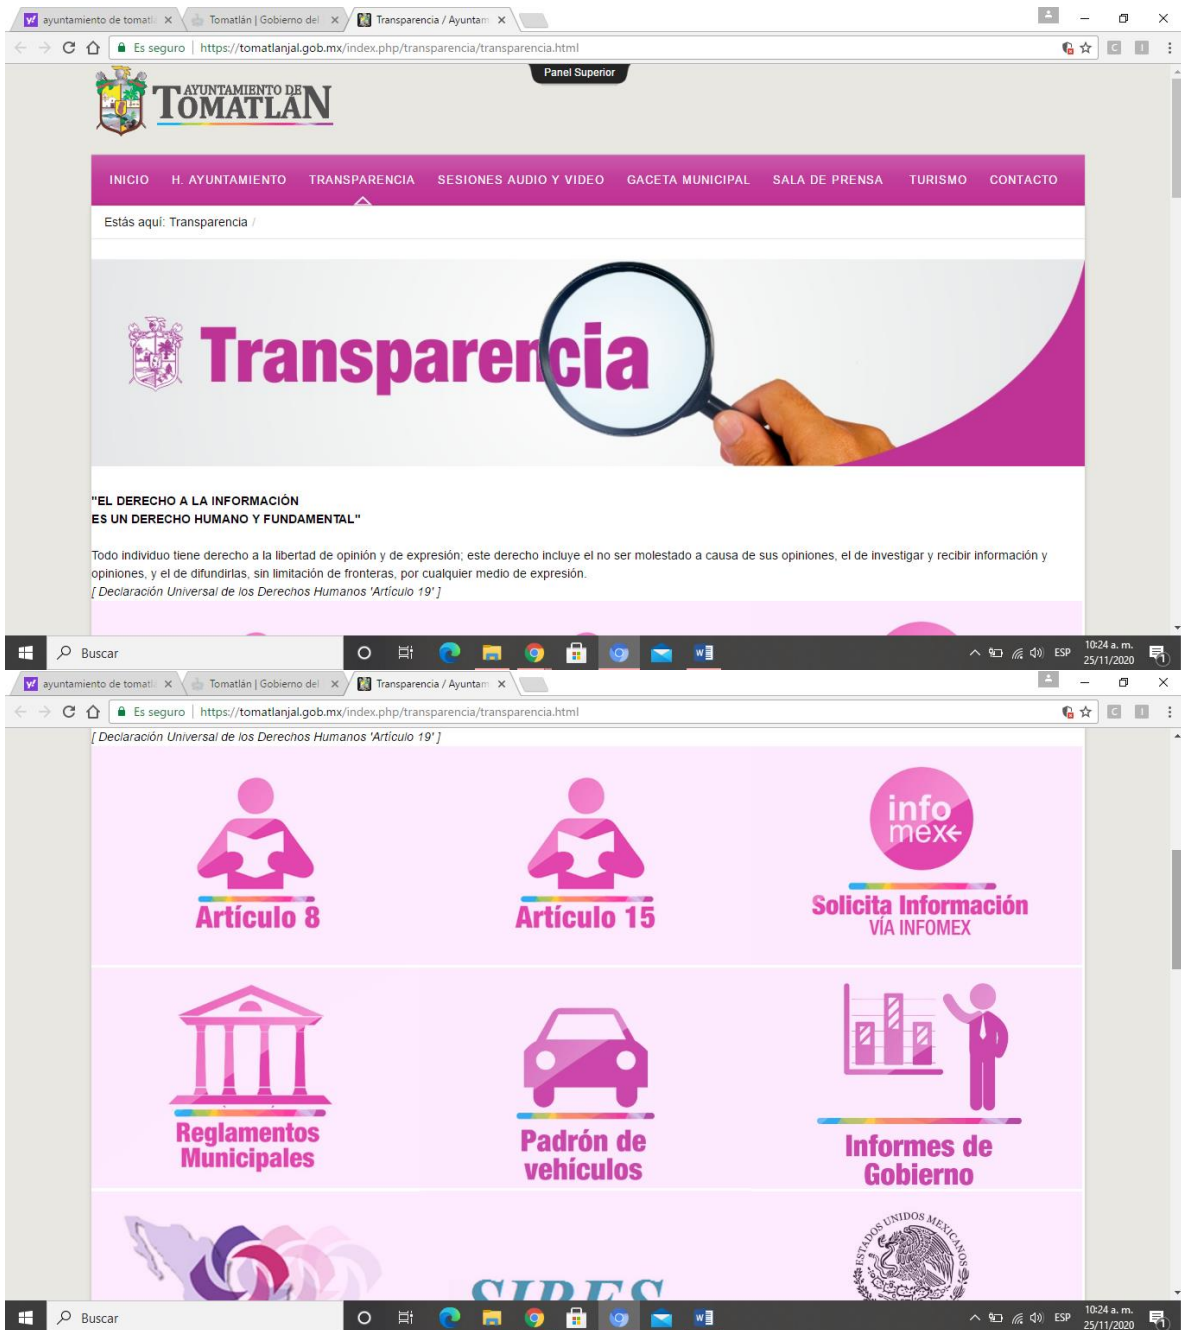 ayuntamiento de tomatl
Tomatlán | Gobierno del
Transparencia / Ayuntam
Es seguro | https://tomatlanjal.gob.mx/index.php/transparencia/transparencia.html
Panel Superior
AYUNTAMIENTO DE
TOMATLÁN
INICIO H. AYUNTAMIENTO TRANSPARENCIA SESIONES AUDIO Y VIDEO GACETA MUNICIPAL SALA DE PRENSA TURISMO CONTACTO
Estás aquí: Transparencia /
Transparencia
"EL DERECHO A LA INFORMACIÓN
ES UN DERECHO HUMANO Y FUNDAMENTAL"
Todo individuo tiene derecho a la libertad de opinión y de expresión; este derecho incluye el no ser molestado a causa de sus opiniones, el de investigar y recibir información y
opiniones, y el de difundirlas, sin limitación de fronteras, por cualquier medio de expresión.
[ Declaración Universal de los Derechos Humanos 'Artículo 19' ]
Buscar
ESP
10:24 a. m.
25/11/2020
ayuntamiento de tomatl
Tomatlán | Gobierno del
Transparencia / Ayuntam
Es seguro | https://tomatlanjal.gob.mx/index.php/transparencia/transparencia.html
[ Declaración Universal de los Derechos Humanos 'Artículo 19' ]
info
mex
Artículo 8
Artículo 15
Solicita Información
VÍA INFOMEX
Reglamentos
Municipales
Padrón de
vehículos
Informes de
Gobierno
ESTADOS UNIDOS MEXICANOS
Buscar
ESP
10:24 a. m.
25/11/2020